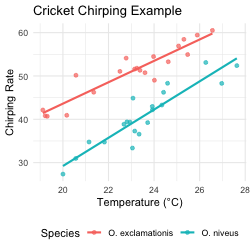 Cricket Chirping Example
Chirping Rate
60
50
40
30
20
22
24
26
28
Temperature (°C)
Species O. exclamationis O. niveus